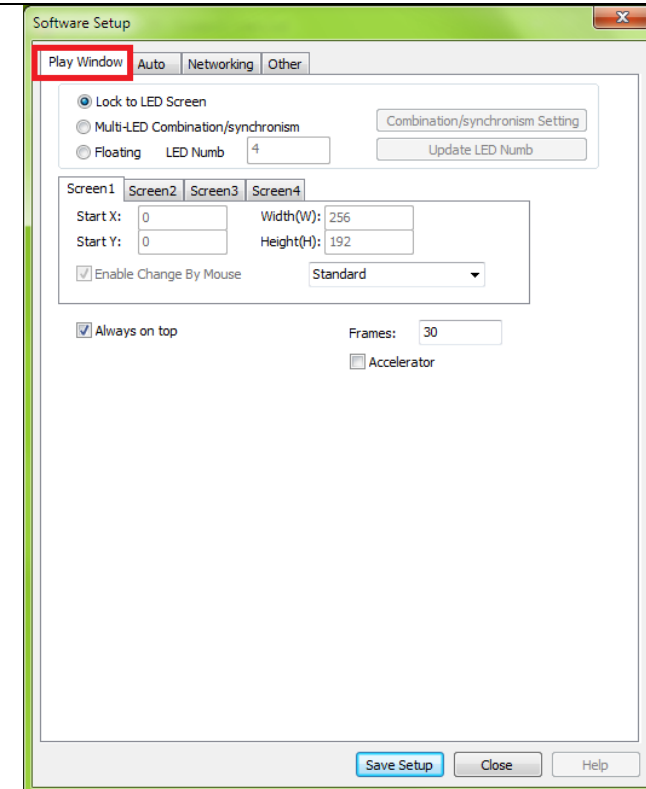 Software Setup
x
Play Window Auto Networking Other
Lock to LED Screen
Multi-LED Combination/synchronism Combination/synchronism Setting
Floating LED Numb 4 Update LED Numb
Screen1 Screen2 Screen3 Screen4
Start X: 0 Width(W): 256
Start Y: 0 Height(H): 192
Enable Change By Mouse Standard
Always on top Frames: 30
Accelerator
Save Setup Close Help